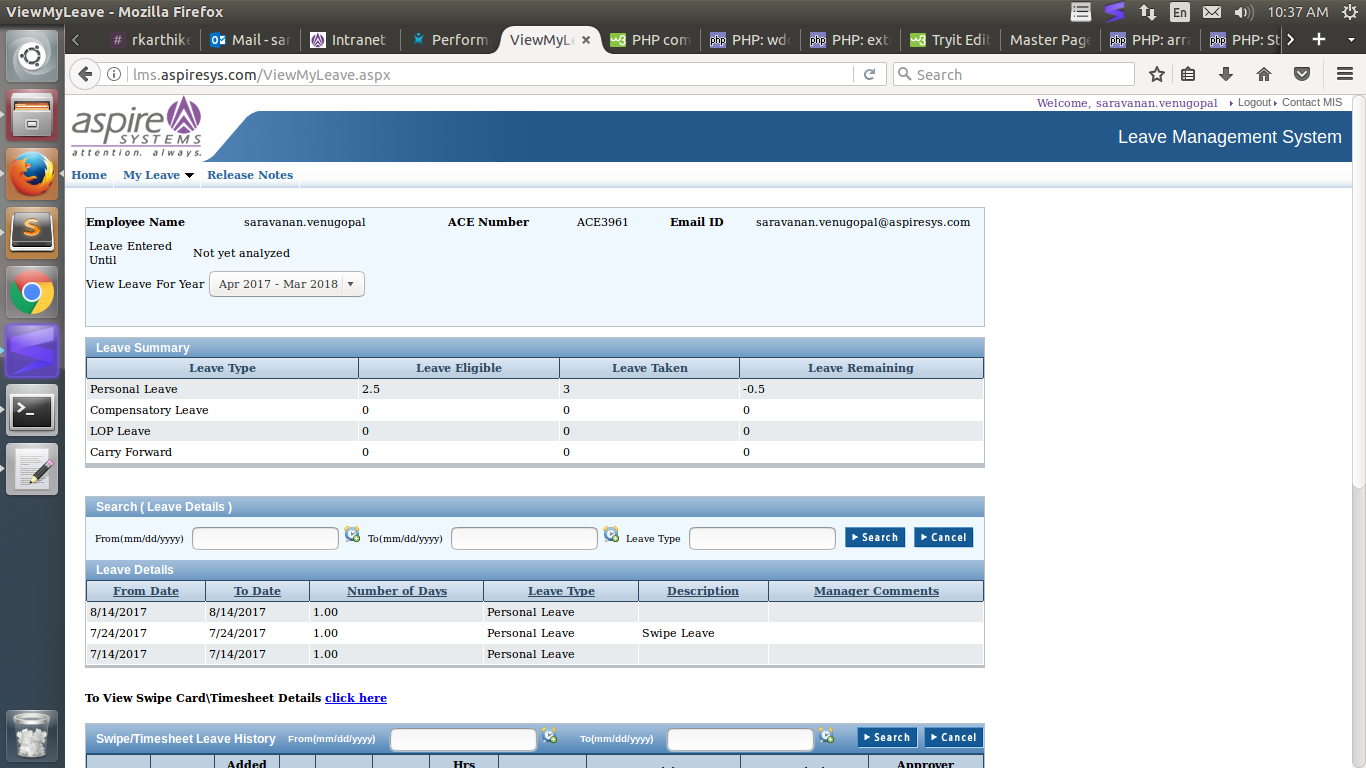 ViewMyLeave - Mozilla Firefox
En
10:37 AM
# rkarthike
Mail - sar
Intranet
Perform
ViewMyLe
PHP com
PHP: wdo
PHP: ext
Tryit Edit
Master Page
PHP: arra
PHP: St
lms.aspiresys.com/ViewMyLeave.aspx
Search
Welcome, saravanan.venugopal
Logout
Contact MIS
aspire
SYSTEMS
attention. always.
Leave Management System
Home
My Leave
Release Notes
Employee Name saravanan.venugopal ACE Number ACE3961 Email ID saravanan.venugopal@aspiresys.com
Leave Entered
Until
Not yet analyzed
View Leave For Year Apr 2017 - Mar 2018
Leave Summary
Leave Type Leave Eligible Leave Taken Leave Remaining
Personal Leave 2.5 3 -0.5
Compensatory Leave 0 0 0
LOP Leave 0 0 0
Carry Forward 0 0 0
Search ( Leave Details )
From(mm/dd/yyyy) To(mm/dd/yyyy) Leave Type Search Cancel
Leave Details
From Date To Date Number of Days Leave Type Description Manager Comments
8/14/2017 8/14/2017 1.00 Personal Leave
7/24/2017 7/24/2017 1.00 Personal Leave Swipe Leave
7/14/2017 7/14/2017 1.00 Personal Leave
To View Swipe Card\Timesheet Details click here
Swipe/Timesheet Leave History From(mm/dd/yyyy) To(mm/dd/yyyy) Search Cancel
Added Hrs Approver